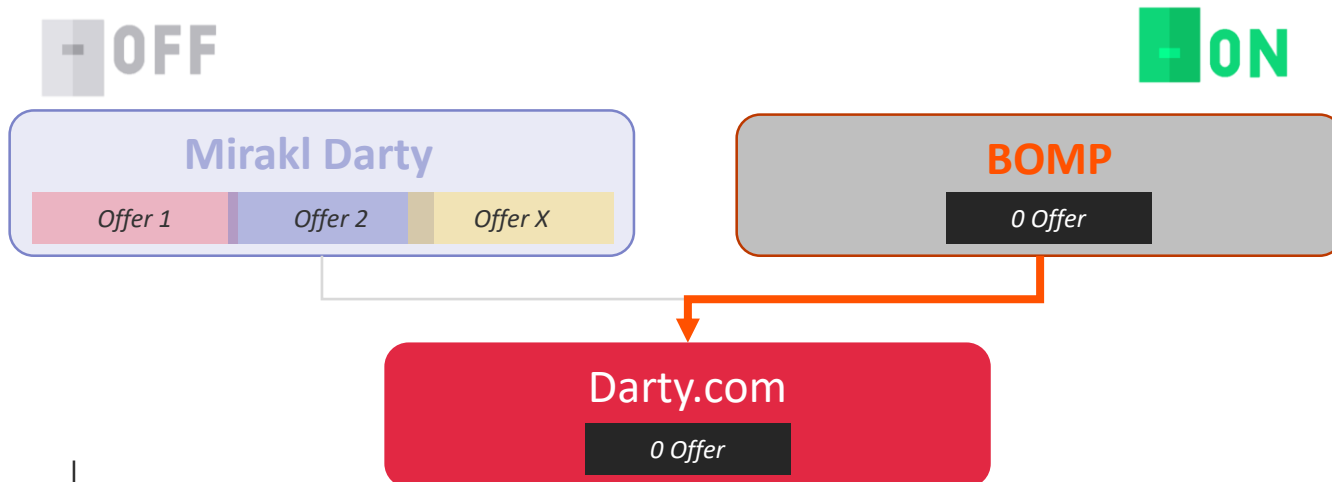 OFF
ON
Mirakl Darty
Offer 1
Offer 2
Offer X
BOMP
0 Offer
Darty.com
0 Offer